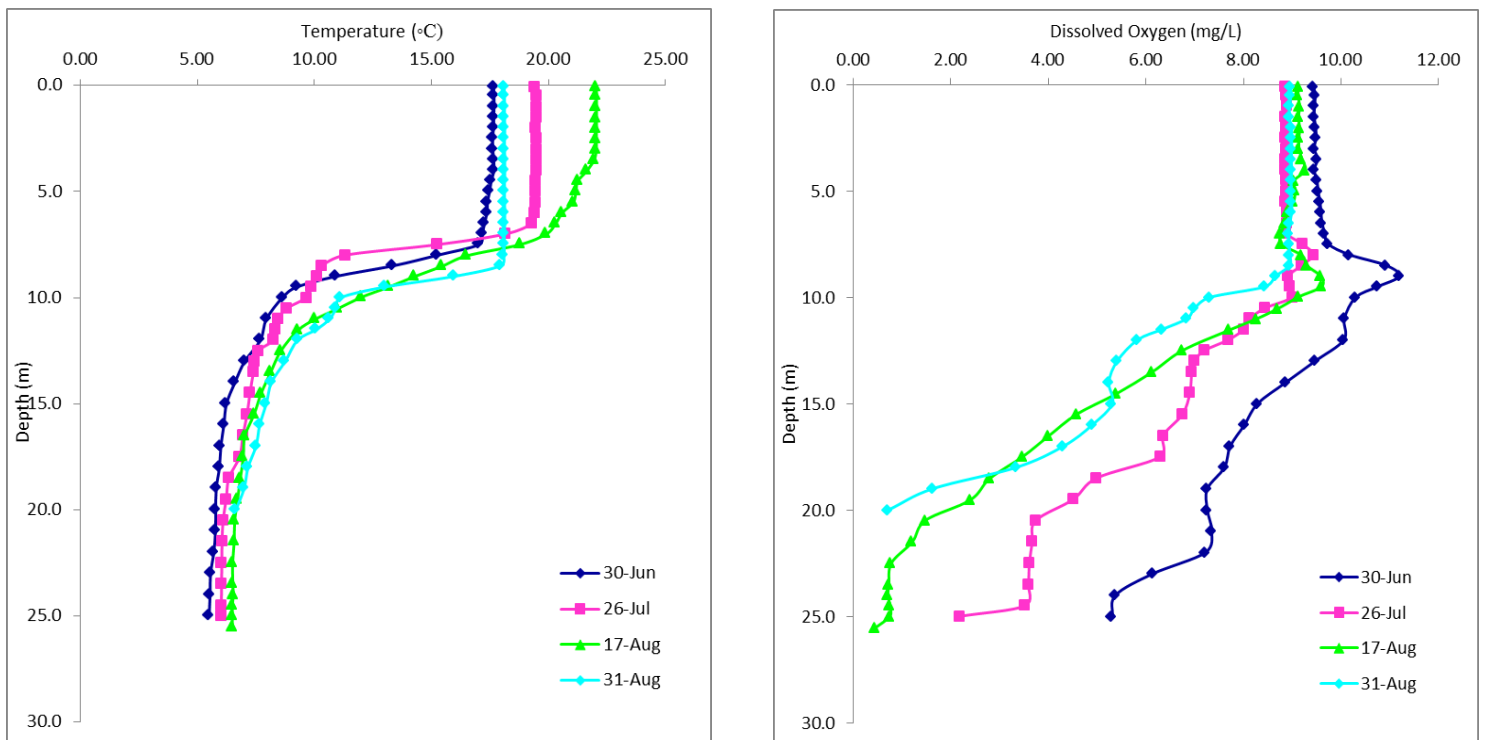 Temperature (◦C)
0.00 5.00 10.00 15.00 20.00 25.00
0.0
5.0
10.0
15.0
20.0
25.0
30.0
Depth (m)
30-Jun
26-Jul
17-Aug
31-Aug
Dissolved Oxygen (mg/L)
0.00 2.00 4.00 6.00 8.00 10.00 12.00
0.0
5.0
10.0
15.0
20.0
25.0
30.0
Depth (m)
30-Jun
26-Jul
17-Aug
31-Aug